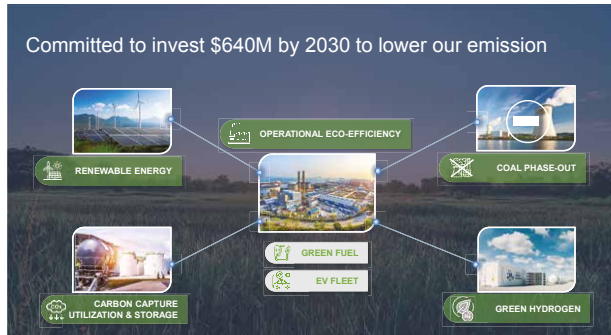 Committed to invest $640M by 2030 to lower our emission
OPERATIONAL ECO-EFFICIENCY
RENEWABLE ENERGY
COAL PHASE-OUT
GREEN FUEL
EV FLEET
CARBON CAPTURE
UTILIZATION & STORAGE
GREEN HYDROGEN